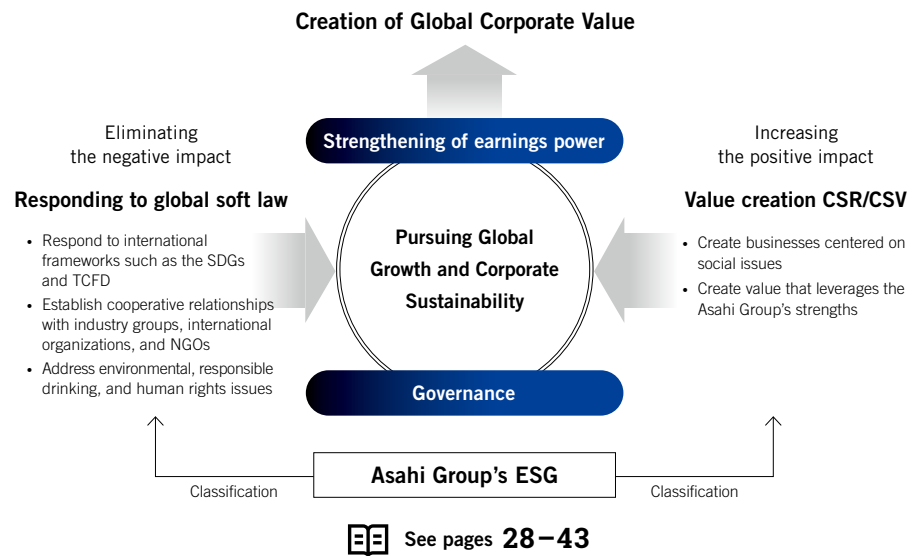 Creation of Global Corporate Value
Strengthening of earnings power
Eliminating
the negative impact
Responding to global soft law
• Respond to international
frameworks such as the SDGs
and TCFD
• Establish cooperative relationships
with industry groups, international
organizations, and NGOs
• Address environmental, responsible
drinking, and human rights issues
Pursuing Global
Growth and Corporate
Sustainability
Increasing
the positive impact
Value creation CSR/CSV
• Create businesses centered on
social issues
• Create value that leverages the
Asahi Group's strengths
Governance
Classification
Asahi Group's ESG
Classification
See pages 28–43